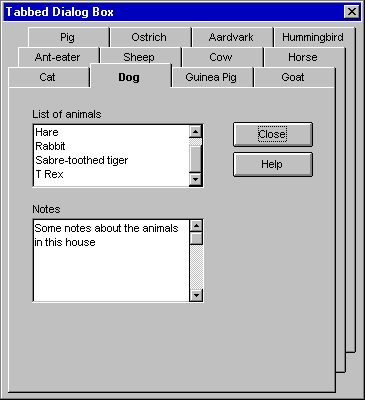 Tabbed Dialog Box
Pig Ostrich Aardvark Hummingbird
Ant-eater Sheep Cow Horse
Cat Dog Guinea Pig Goat
List of animals
Hare
Rabbit
Sabre-toothed tiger
T Rex
Close
Help
Notes
Some notes about the animals
in this house